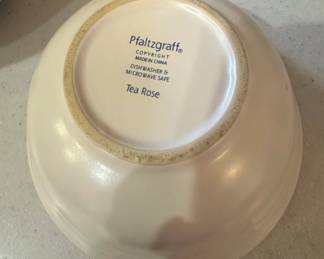 Pfaltzgraff®
COPYRIGHT
MADE IN CHINA
DISHWASHER &
MICROWAVE SAFE
Tea Rose